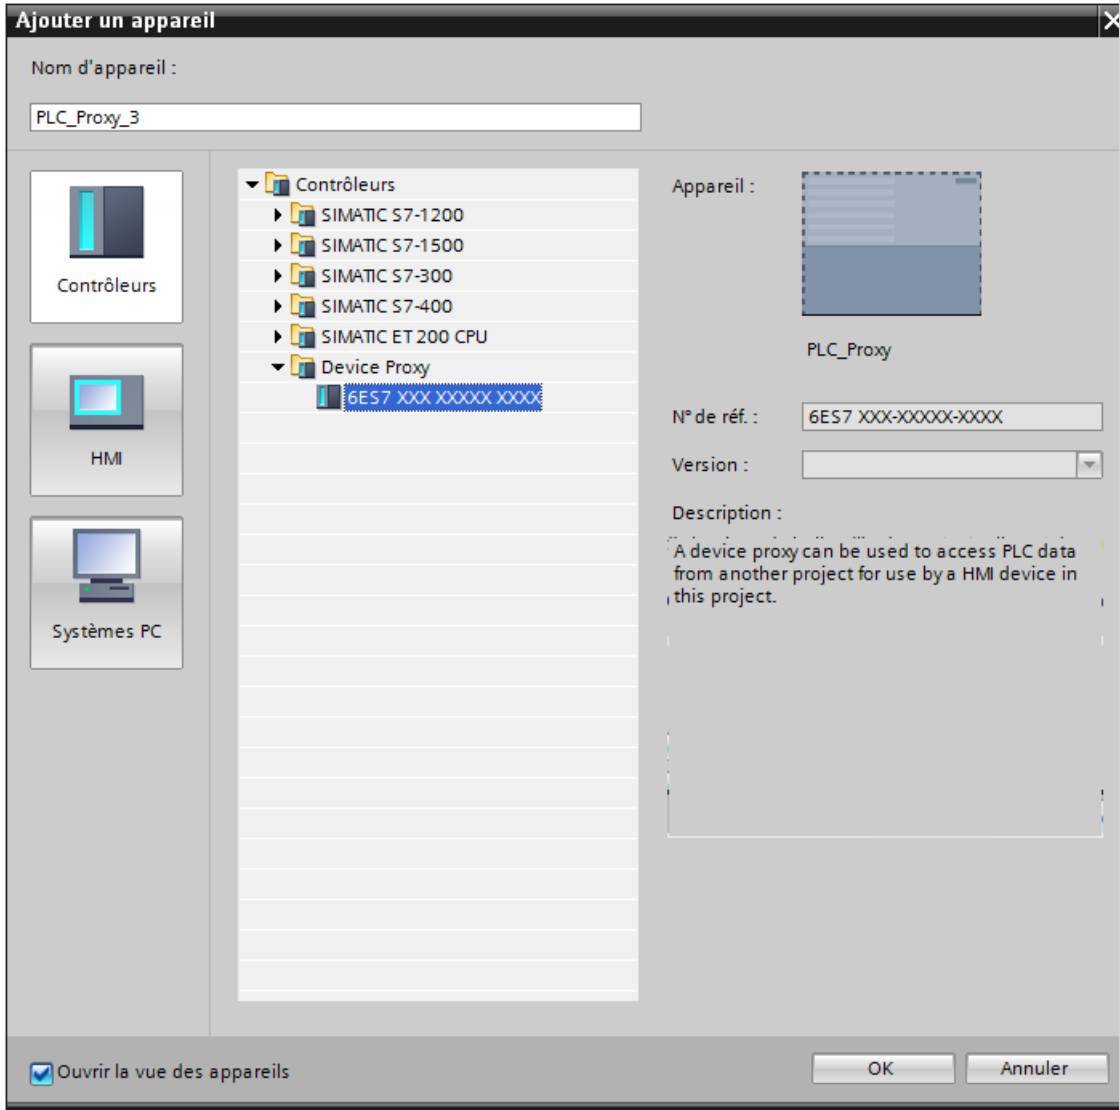 Ajouter un appareil
Nom d'appareil :
PLC_Proxy_3
Contrôleurs
HMI
Systèmes PC
Contrôleurs
SIMATIC S7-1200
SIMATIC S7-1500
SIMATIC S7-300
SIMATIC S7-400
SIMATIC ET 200 CPU
Device Proxy
6ES7 XXX XXXXX XXXX
Appareil :
PLC_Proxy
N° de réf. :
6ES7 XXX-XXXXX-XXXX
Version :
Description :
A device proxy can be used to access PLC data
from another project for use by a HMI device in
this project.
Ouvrir la vue des appareils
OK
Annuler